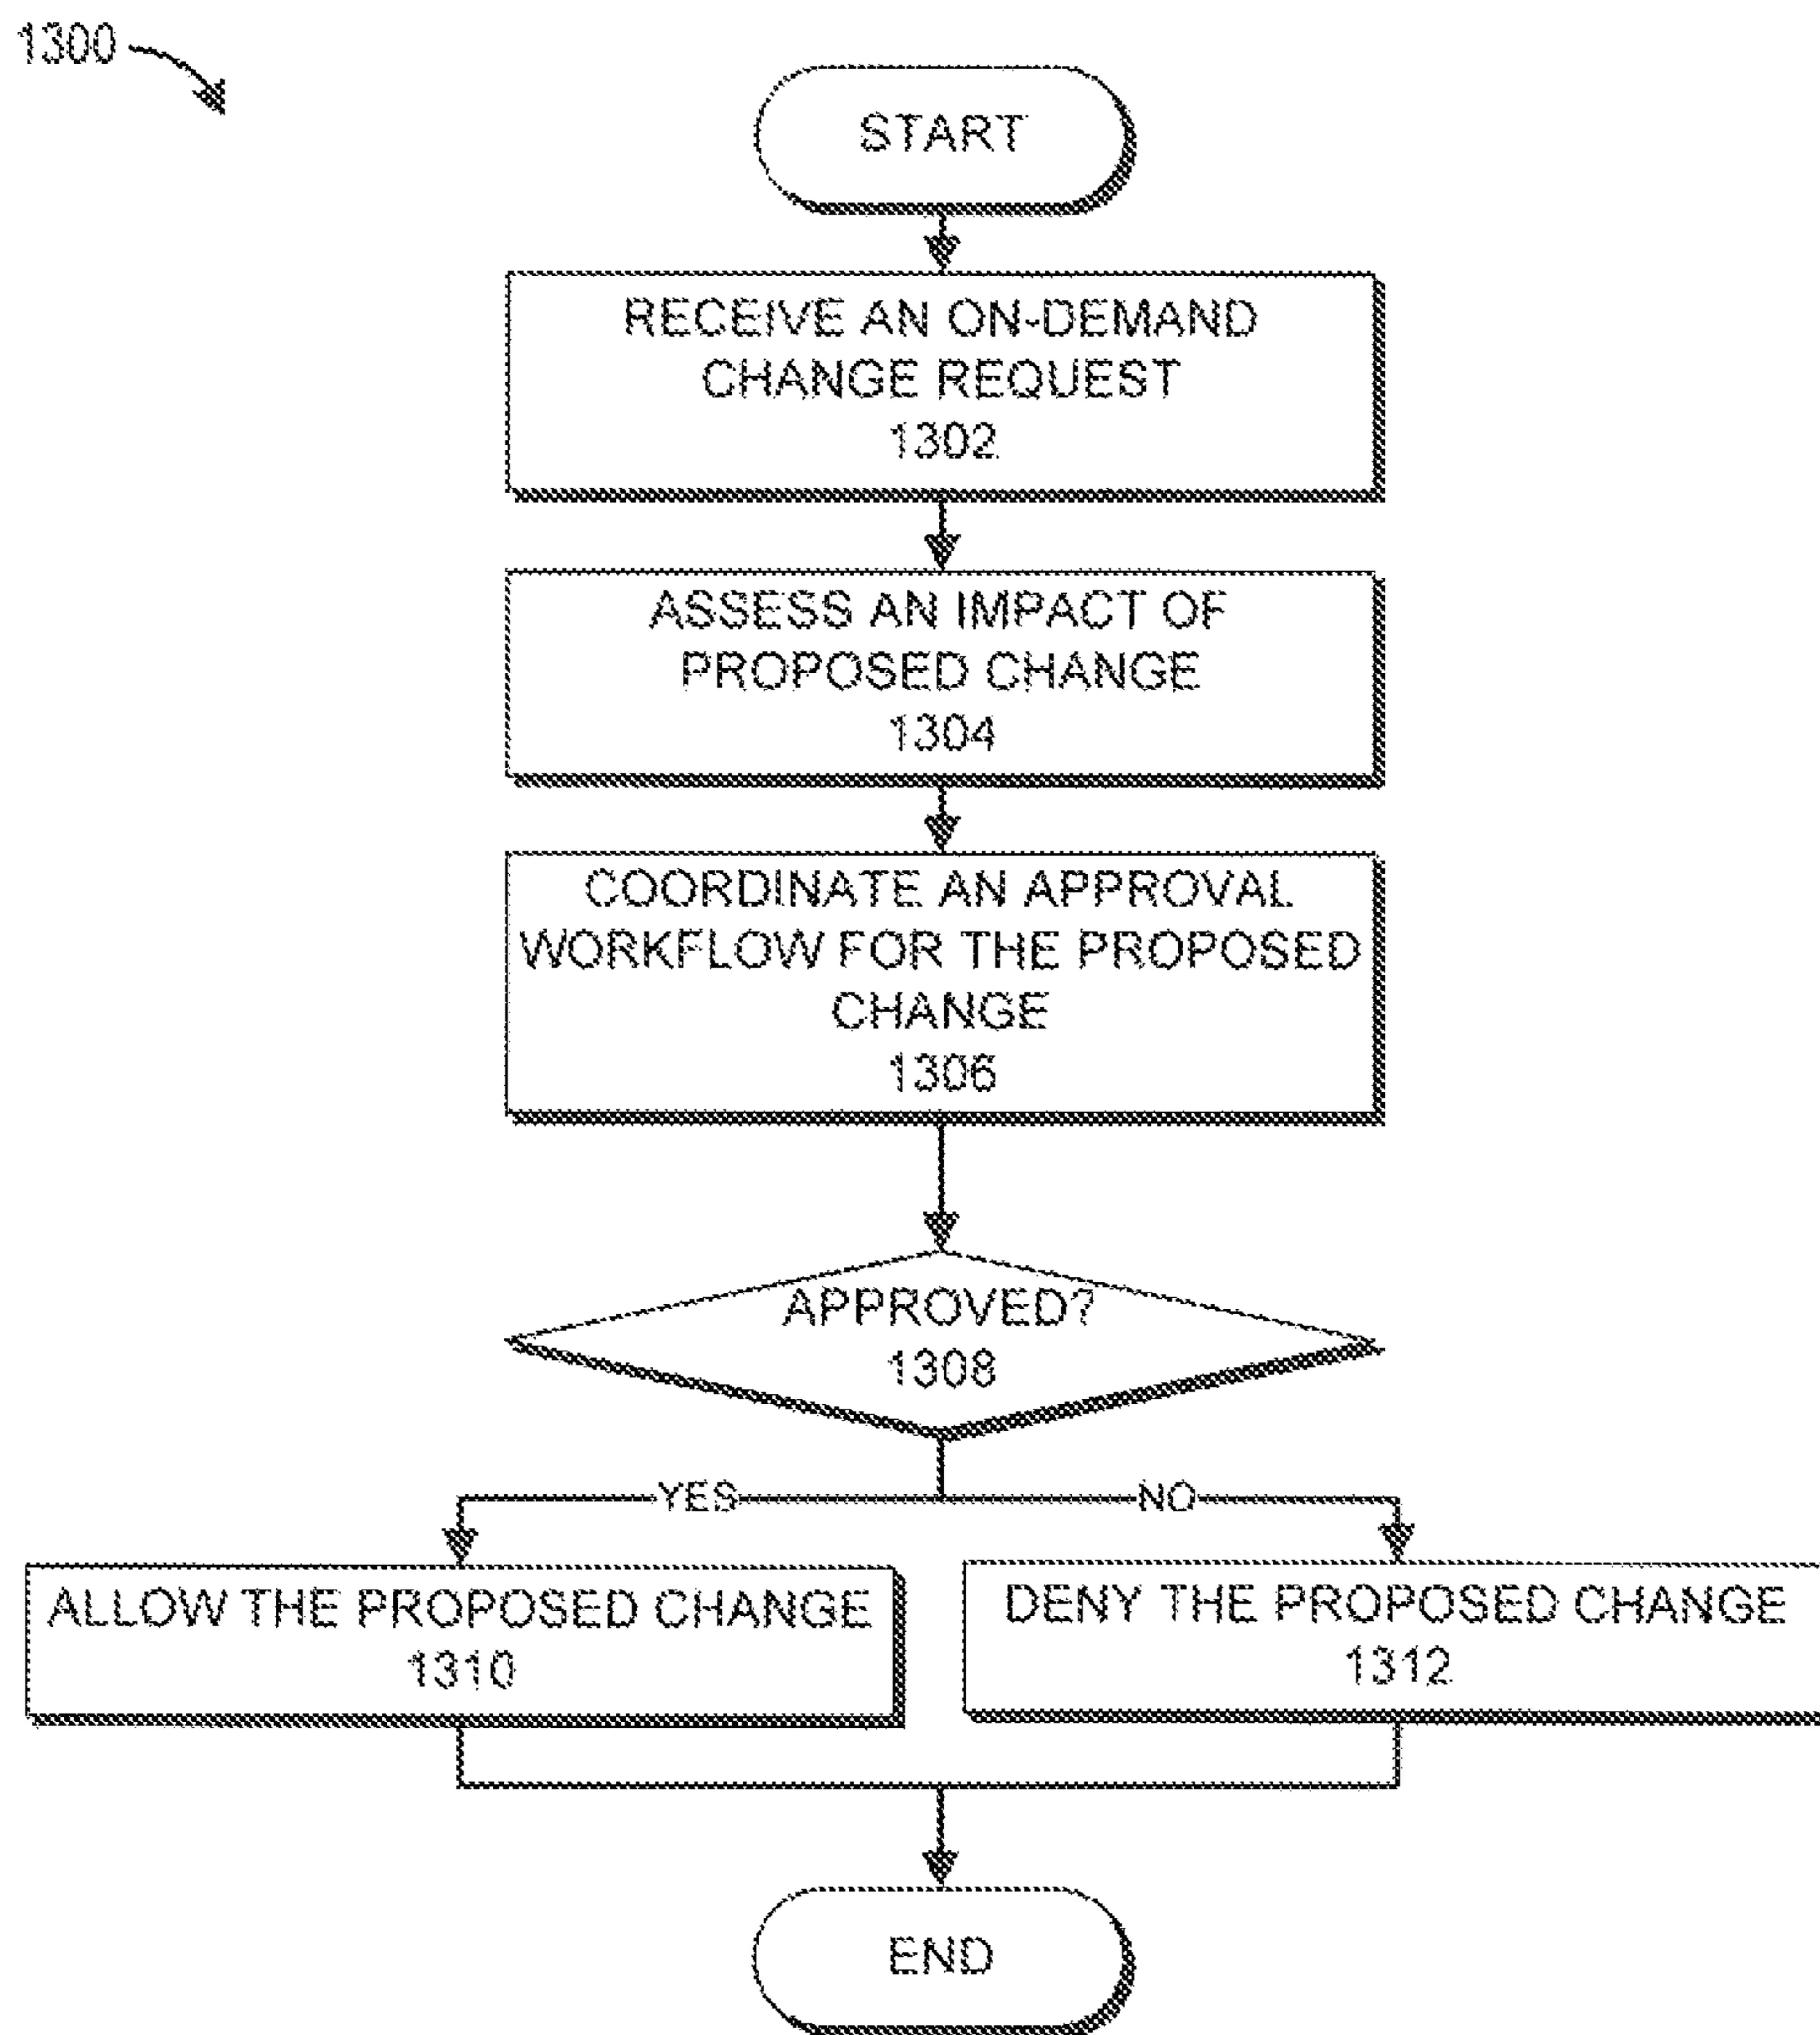 1300
START
RECEIVE AN ON-DEMAND
CHANGE REQUEST
1302
ASSESS AN IMPACT OF
PROPOSED CHANGE
1304
COORDINATE AN APPROVAL
WORKFLOW FOR THE PROPOSED
CHANGE
1306
APPROVED?
1308
YES
NO
ALLOW THE PROPOSED CHANGE
1310
DENY THE PROPOSED CHANGE
1312
END